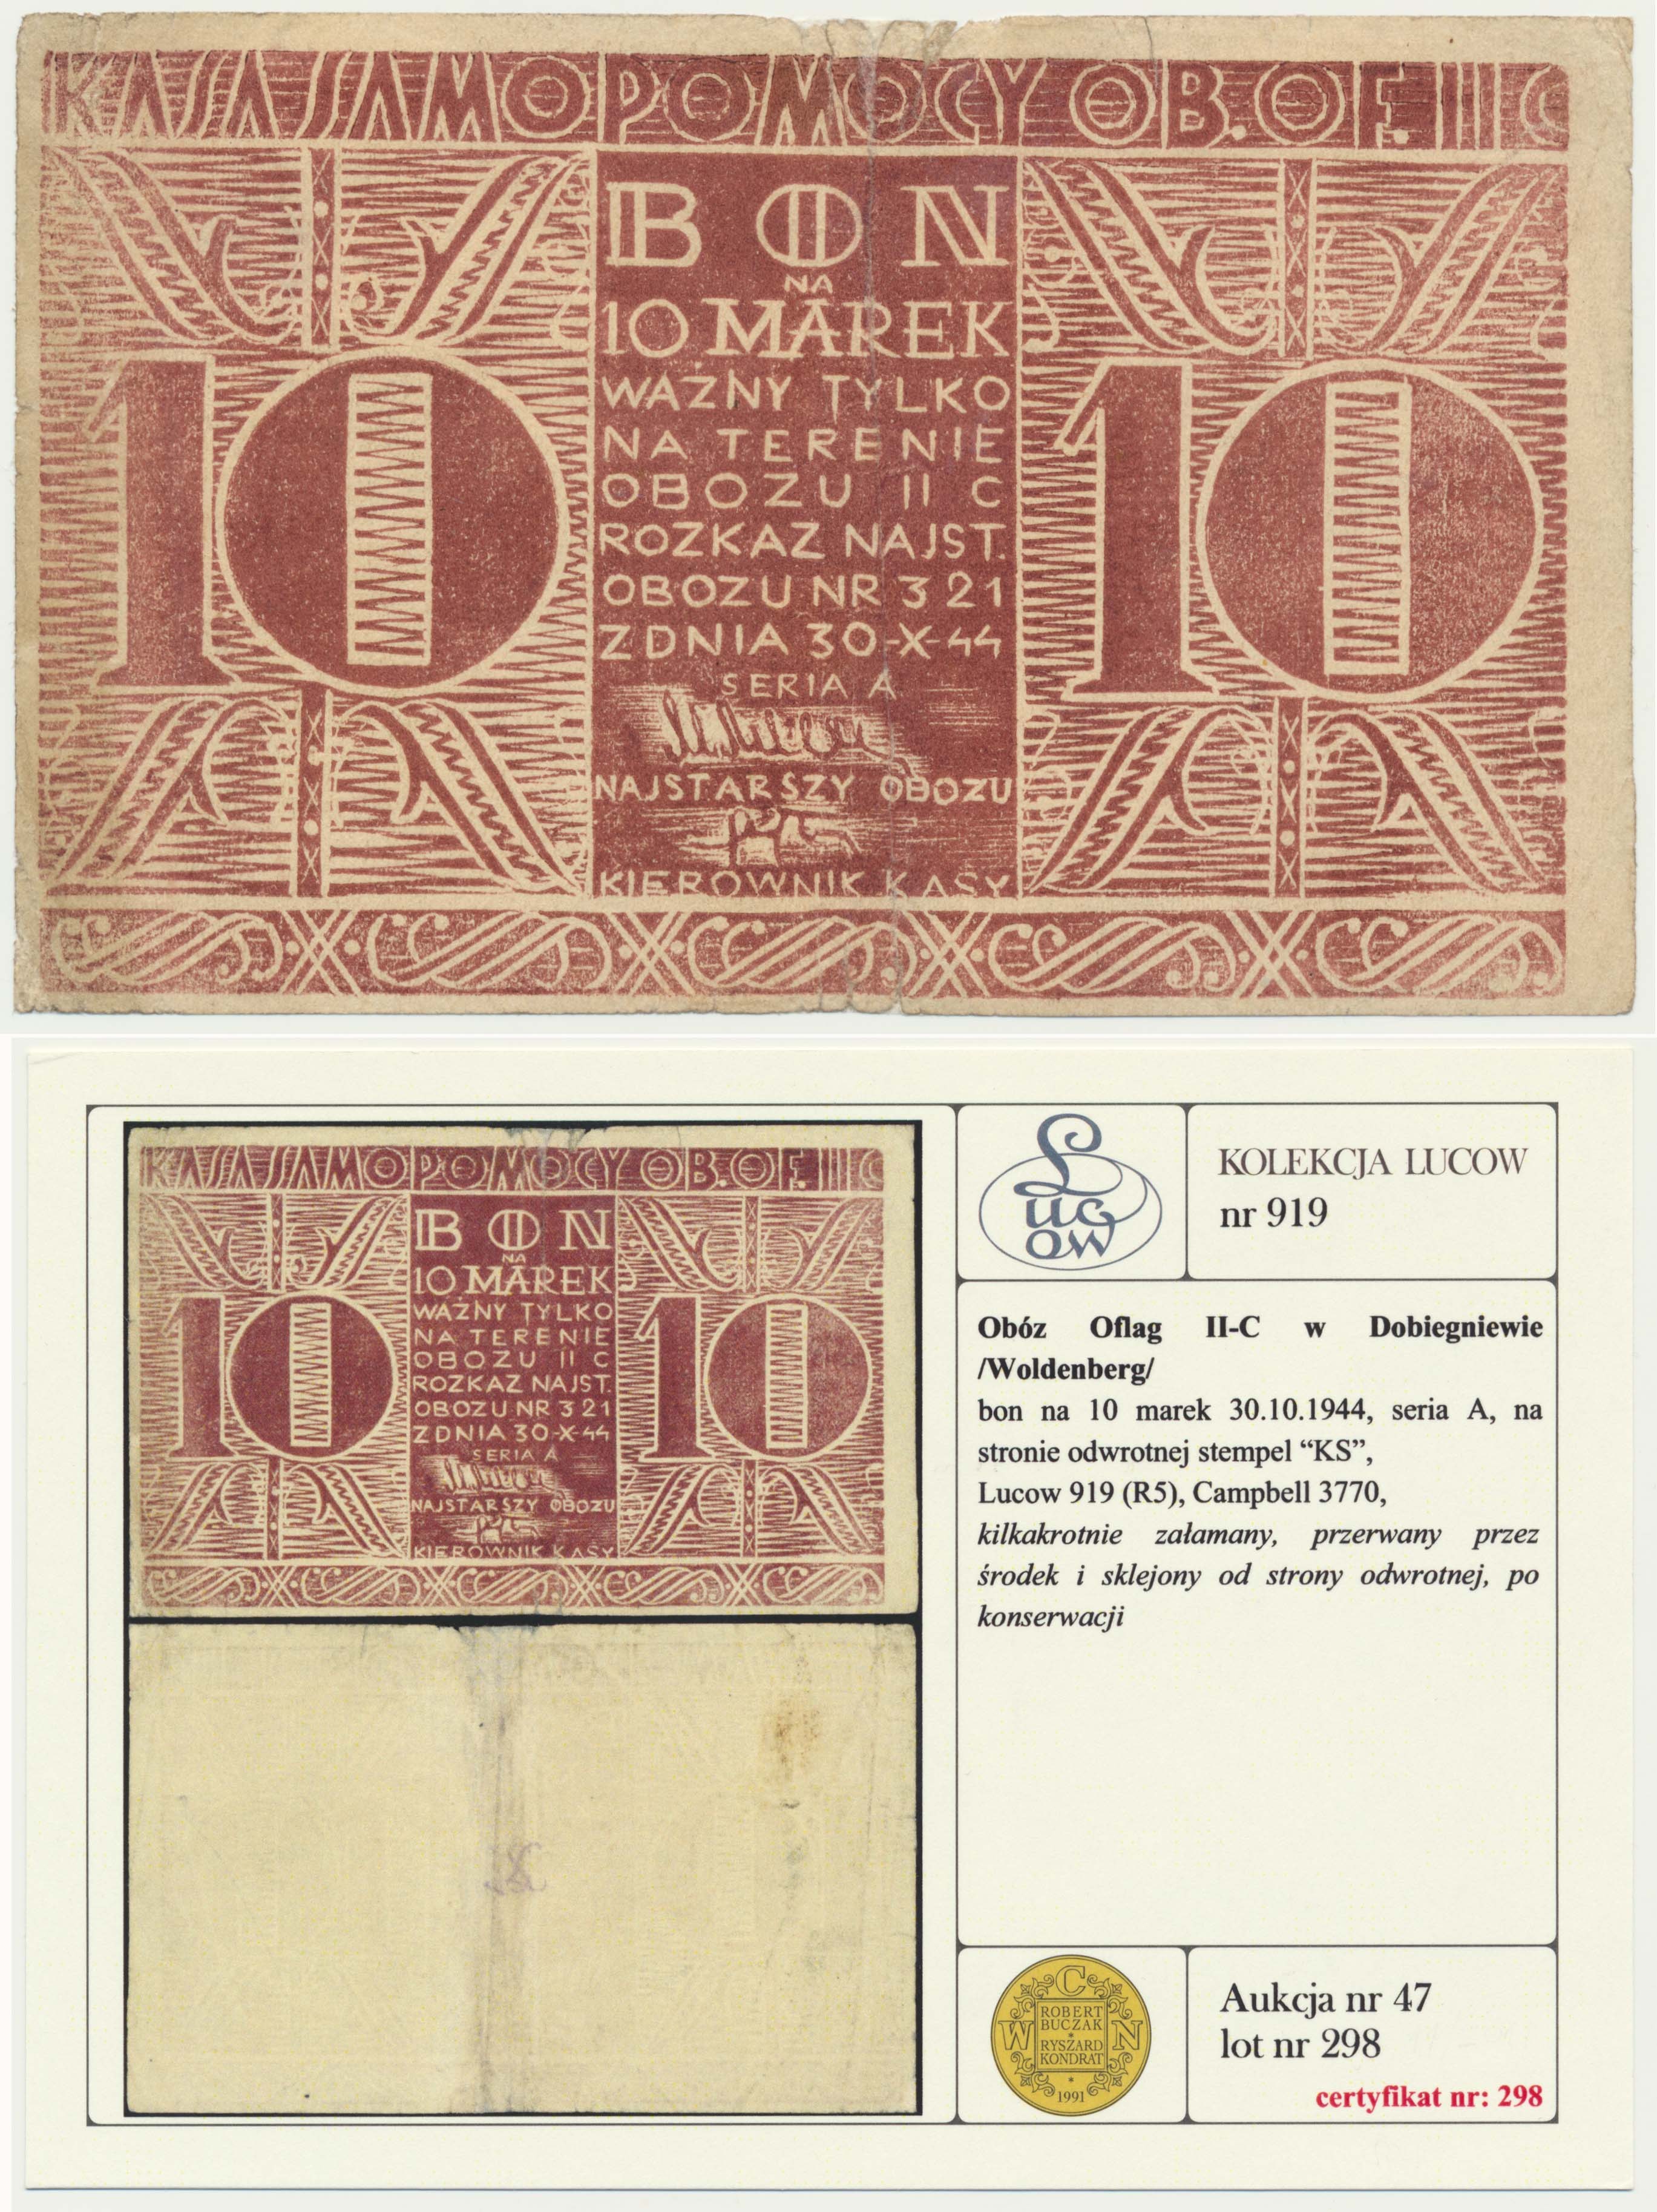 KASA SAMOPOMOCY OB. OF. II C
BON
NA
10 MAREK
WAŻNY TYLKO
NA TERENIE
OBOZU II C
ROZKAZ NAJST.
OBOZU NR 321
Z DNIA 30-X-44
SERIA A
NAJSTARSZY OBOZU
KIEROWNIK KASY
10
10
KASA SAMOPOMOCY OB. OF. II C
BON
NA
10 MAREK
WAŻNY TYLKO
NA TERENIE
OBOZU II C
ROZKAZ NAJST.
OBOZU NR 321
Z DNIA 30-X-44
SERIA A
NAJSTARSZY OBOZU
KIEROWNIK KASY
10
10
Lucow
KOLEKCJA LUCOW
nr 919
Obóz Oflag II-C w Dobiegniewie
/Woldenberg/
bon na 10 marek 30.10.1944, seria A, na
stronie odwrotnej stempel “KS”,
Lucow 919 (R5), Campbell 3770,
kilkakrotnie załamany, przerwany przez
środek i sklejony od strony odwrotnej, po
konserwacji
W C N
ROBERT
BUCZAK
*
RYSZARD
KONDRAT
*
1991
Aukcja nr 47
lot nr 298
certyfikat nr: 298